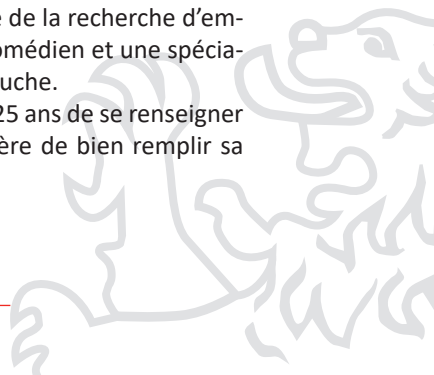 é de la recherche d'em-
omédien et une spécia-
uche.
25 ans de se renseigner
ère de bien remplir sa